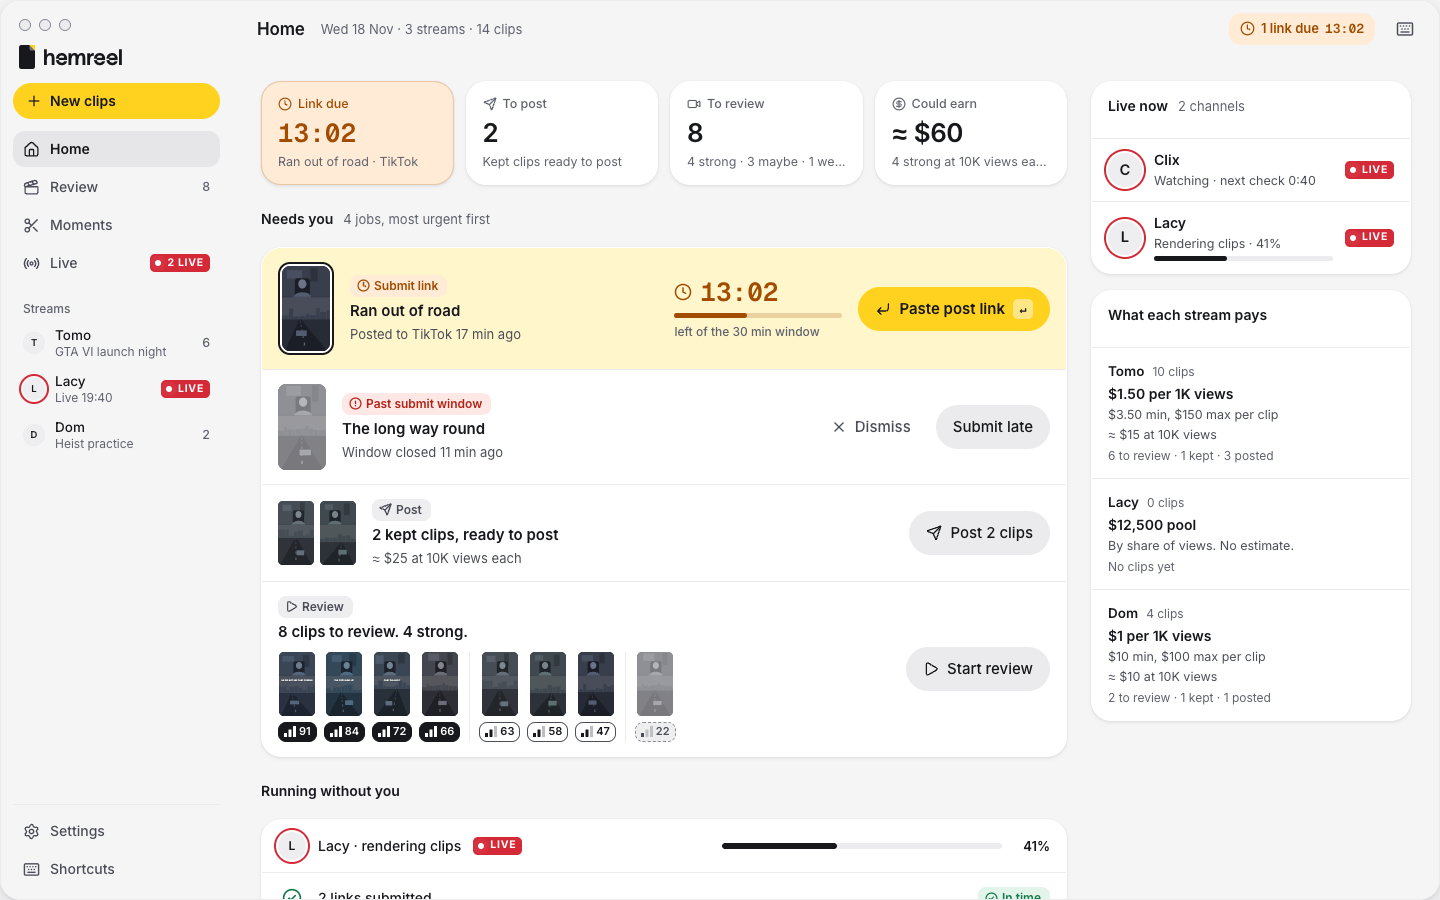 hemreel
New clips
Home
Review 8
Moments
Live 2 LIVE
Streams
T Tomo 6
GTA VI launch night
L Lacy LIVE
Live 19:40
D Dom 2
Heist practice
Settings
Shortcuts
Home Wed 18 Nov · 3 streams · 14 clips
1 link due 13:02
Link due
13:02
Ran out of road · TikTok
To post
2
Kept clips ready to post
To review
8
4 strong · 3 maybe · 1 we…
Could earn
≈ $60
4 strong at 10K views ea…
Needs you 4 jobs, most urgent first
Submit link
Ran out of road
Posted to TikTok 17 min ago
13:02
left of the 30 min window
Paste post link ↵
Past submit window
The long way round
Window closed 11 min ago
Dismiss
Submit late
Post
2 kept clips, ready to post
≈ $25 at 10K views each
Post 2 clips
Review
8 clips to review. 4 strong.
91 84 72 66 63 58 47 22
Start review
Running without you
L Lacy · rendering clips LIVE 41%
2 links submitted In time
Live now 2 channels
C Clix LIVE
Watching · next check 0:40
L Lacy LIVE
Rendering clips · 41%
What each stream pays
Tomo 10 clips
$1.50 per 1K views
$3.50 min, $150 max per clip
≈ $15 at 10K views
6 to review · 1 kept · 3 posted
Lacy 0 clips
$12,500 pool
By share of views. No estimate.
No clips yet
Dom 4 clips
$1 per 1K views
$10 min, $100 max per clip
≈ $10 at 10K views
2 to review · 1 kept · 1 posted